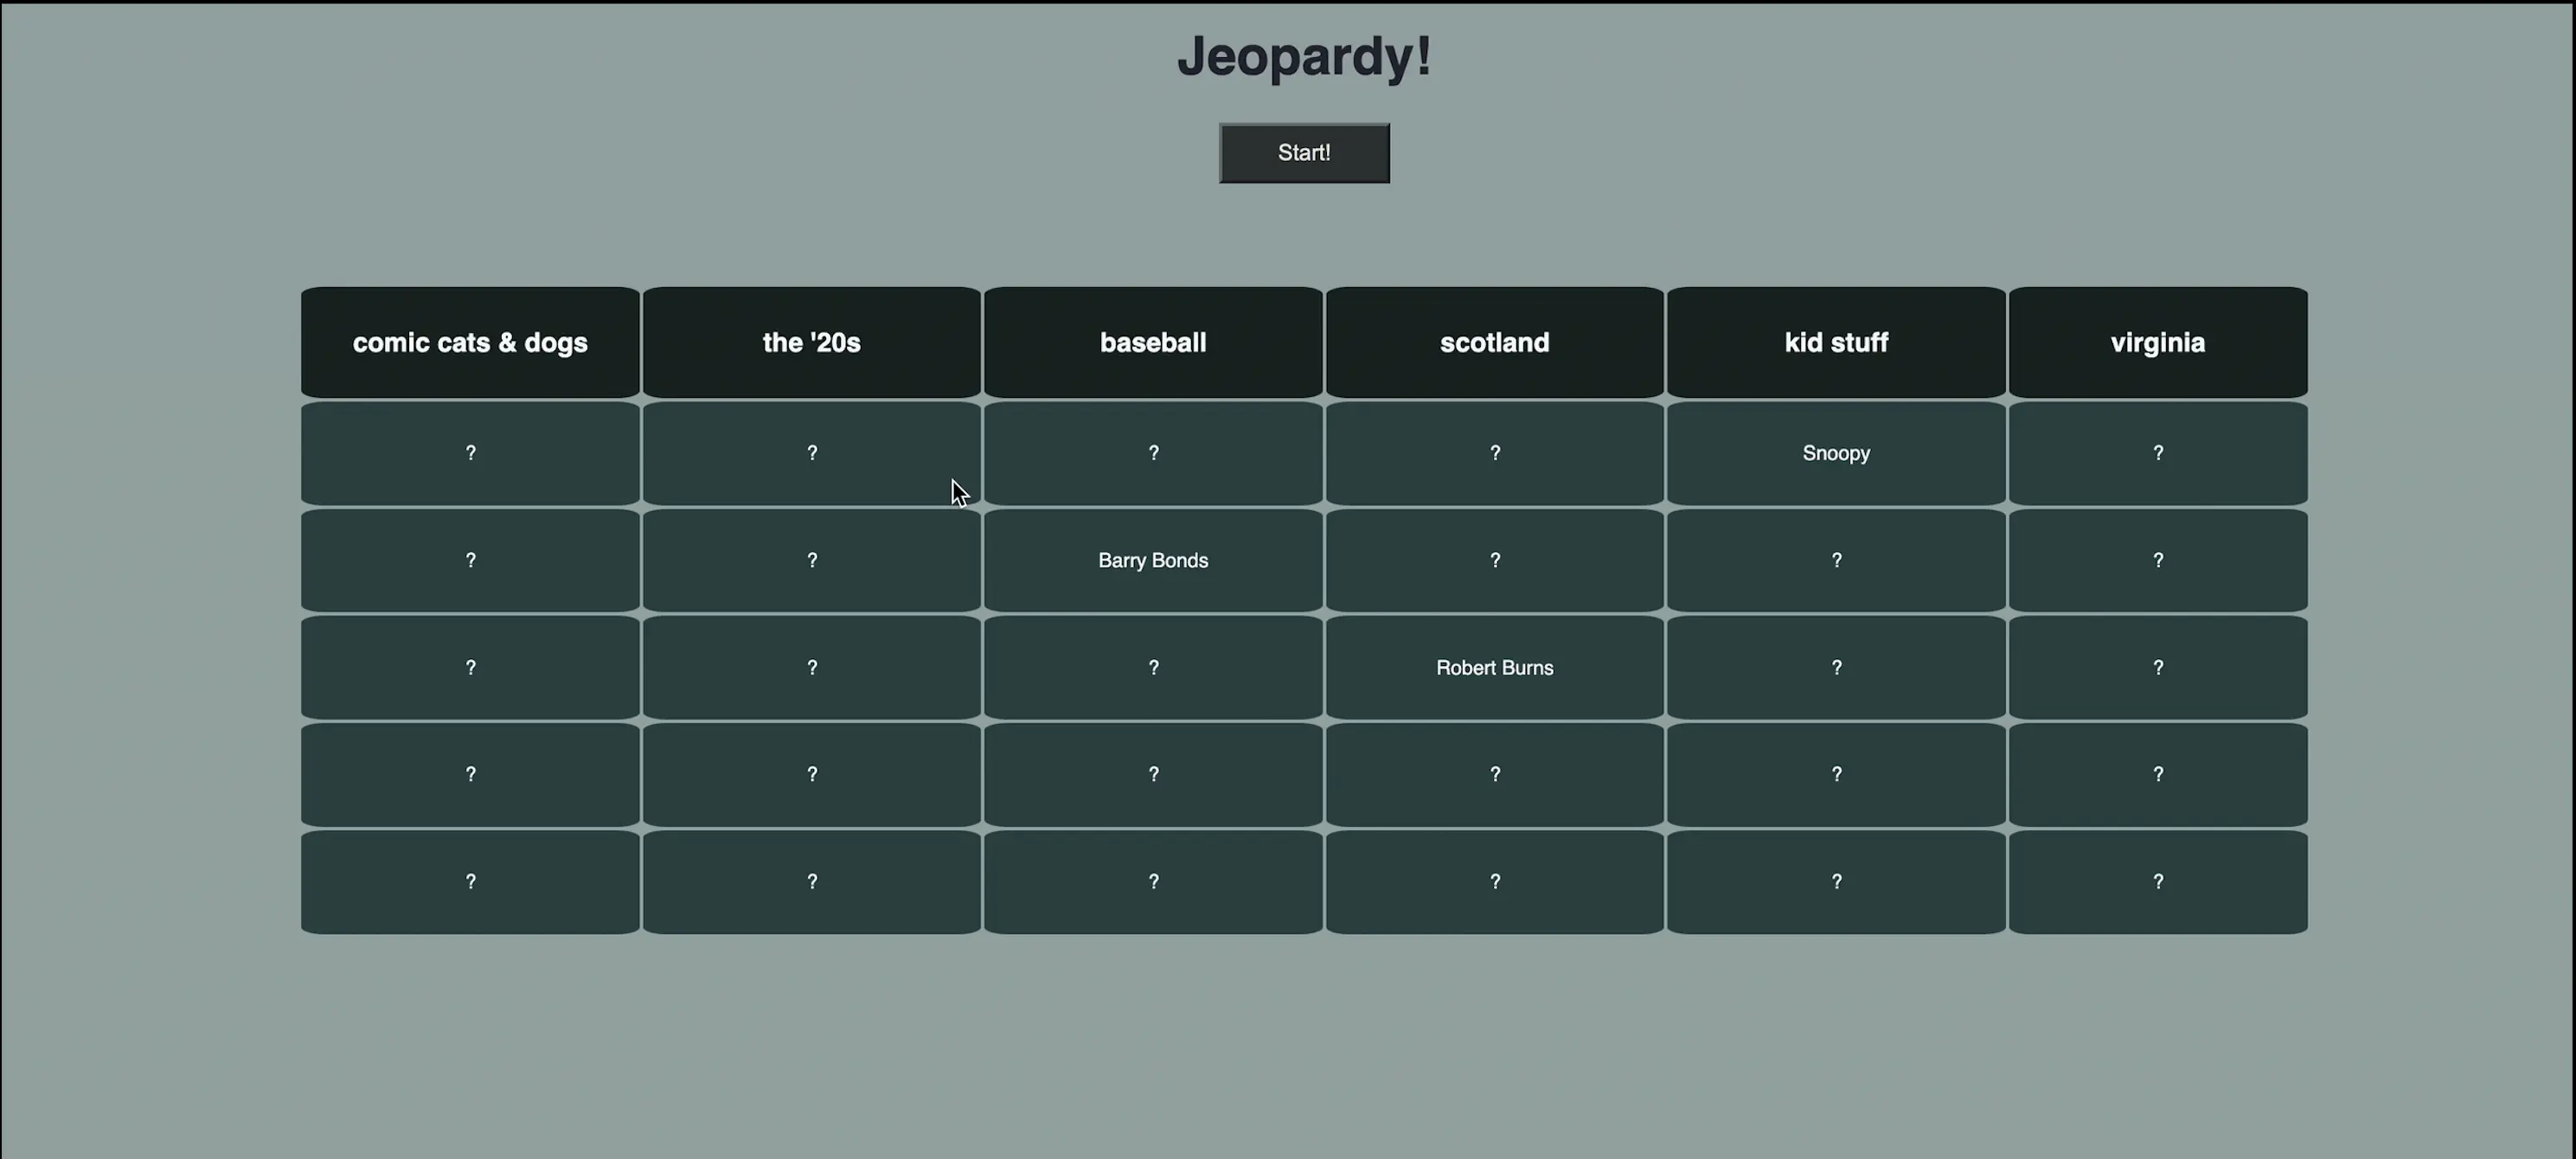 Jeopardy!
Start!
comic cats & dogs the '20s baseball scotland kid stuff virginia
? ? ? ? Snoopy ?
? ? Barry Bonds ? ? ?
? ? ? Robert Burns ? ?
? ? ? ? ? ?
? ? ? ? ? ?